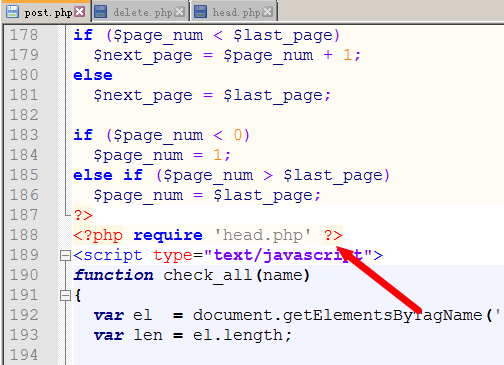 post.php delete.php head.php
178 if ($page_num < $last_page)
179 $next_page = $page_num + 1;
180 else
181 $next_page = $last_page;
182
183 if ($page_num < 0)
184 $page_num = 1;
185 else if ($page_num > $last_page)
186 $page_num = $last_page;
187 ?>
188 <?php require 'head.php' ?>
189 <script type="text/javascript">
190 function check_all(name)
191 {
192 var el = document.getElementsByTagName('
193 var len = el.length;
194